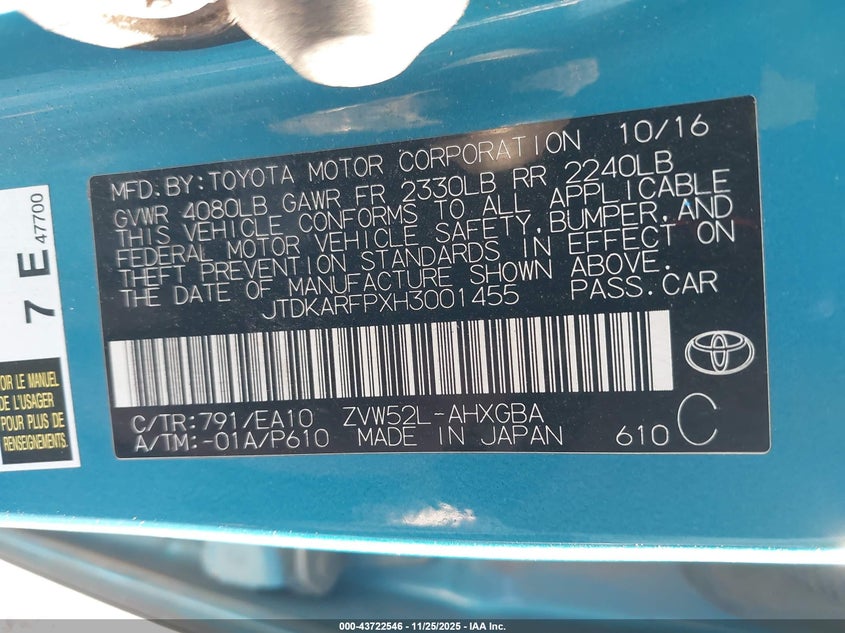 MFD. BY: TOYOTA MOTOR CORPORATION 10/16
GVWR 4080LB GAWR FR 2330LB RR 2240LB
THIS VEHICLE CONFORMS TO ALL APPLICABLE
FEDERAL MOTOR VEHICLE SAFETY, BUMPER, AND
THEFT PREVENTION STANDARDS IN EFFECT ON
THE DATE OF MANUFACTURE SHOWN ABOVE.
JTDKARFPXH3001455 PASS. CAR
C/TR: 791/EA10 ZVW52L-AHXGBA
A/TM: -01A/P610 MADE IN JAPAN 610 C
7 E 47700
VOIR LE MANUEL
DE L'USAGER
POUR PLUS DE
RENSEIGNEMENTS.
000-43722546 - 11/25/2025 - IAA Inc.